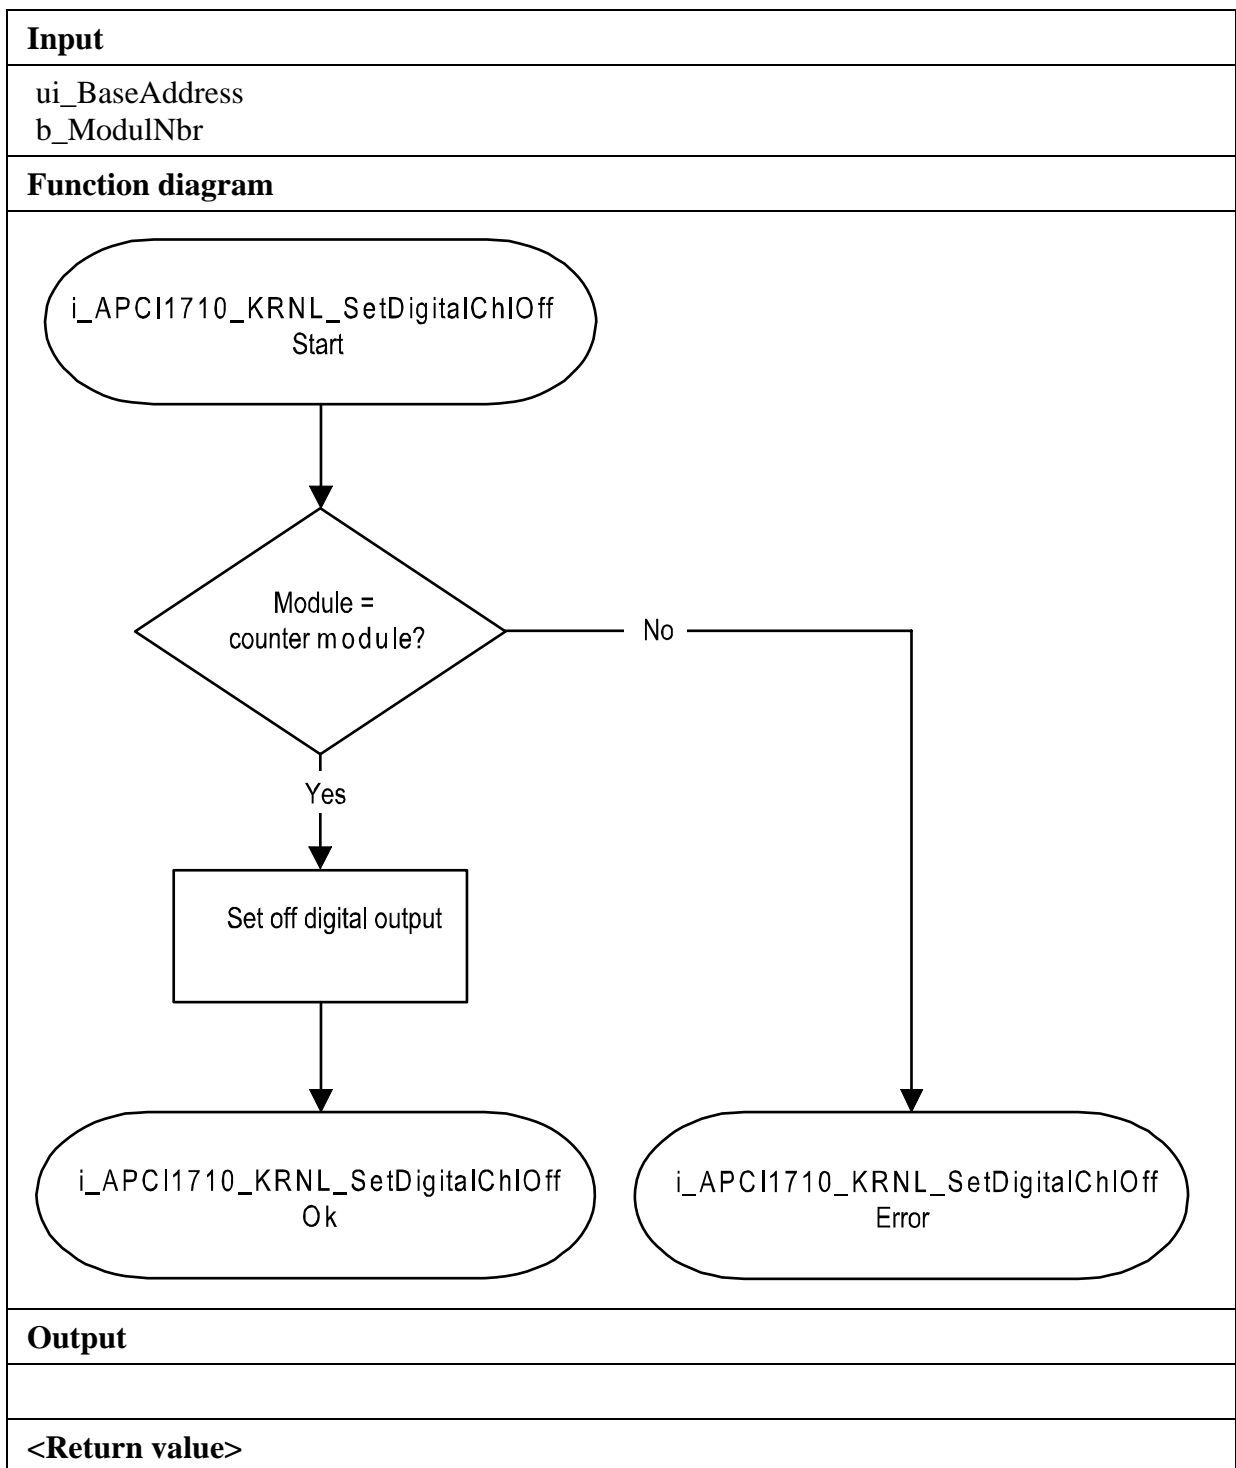 Input
ui_BaseAddress
b_ModulNbr
Function diagram
i_APCI1710_KRNL_SetDigitalChlOff
Start
Module =
counter module?
No
Yes
Set off digital output
i_APCI1710_KRNL_SetDigitalChlOff
Ok
i_APCI1710_KRNL_SetDigitalChlOff
Error
Output
<Return value>